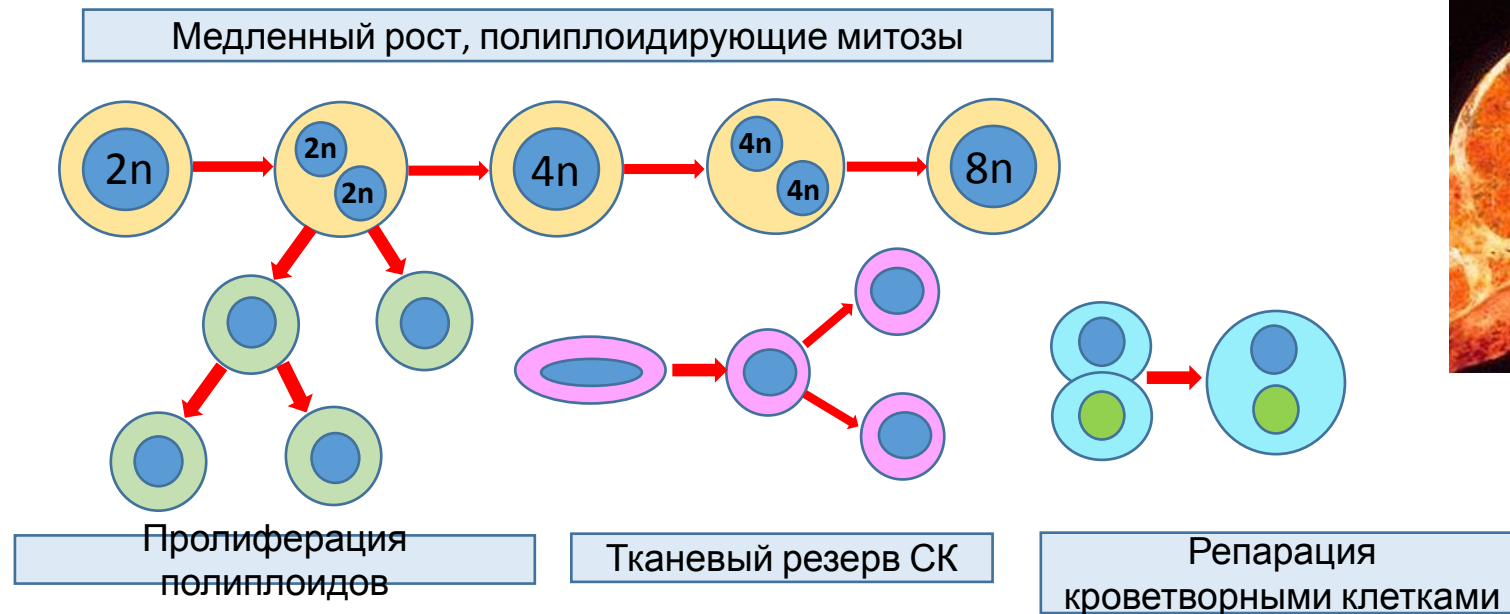 Медленный рост, полиплоидирующие митозы
2n
2n
2n
4n
4n
4n
8n
Пролиферация
полиплоидов
Тканевый резерв СК
Репарация
кроветворными клетками